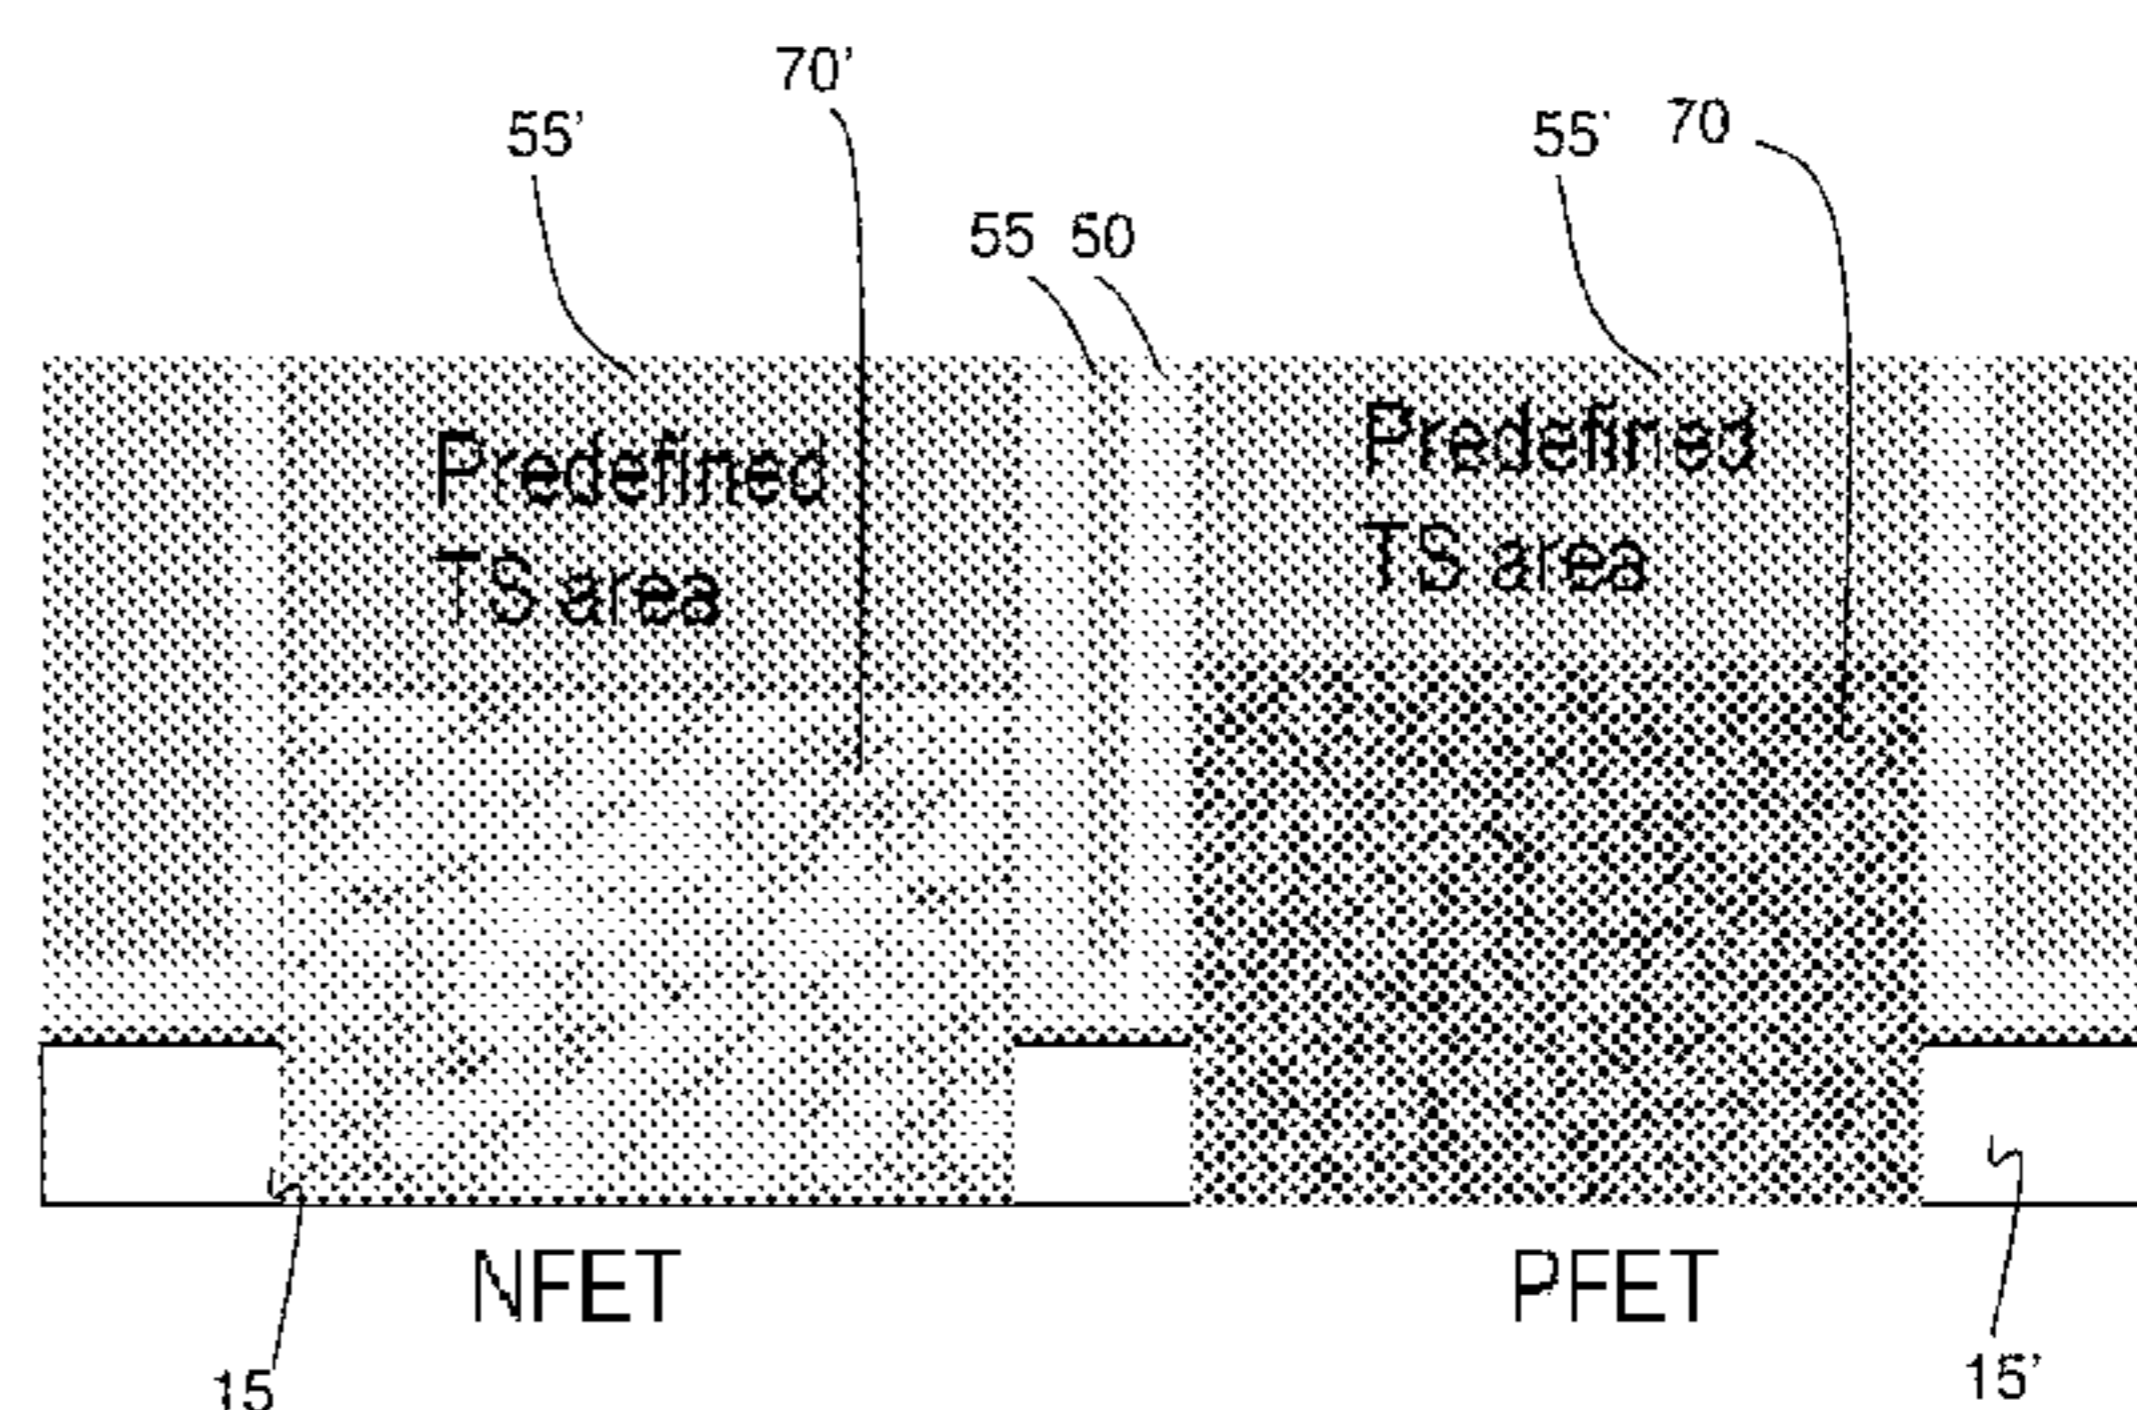 70'
55' 55' 70
55 50
Predefined
TS area
Predefined
TS area
NFET PFET
15 15'